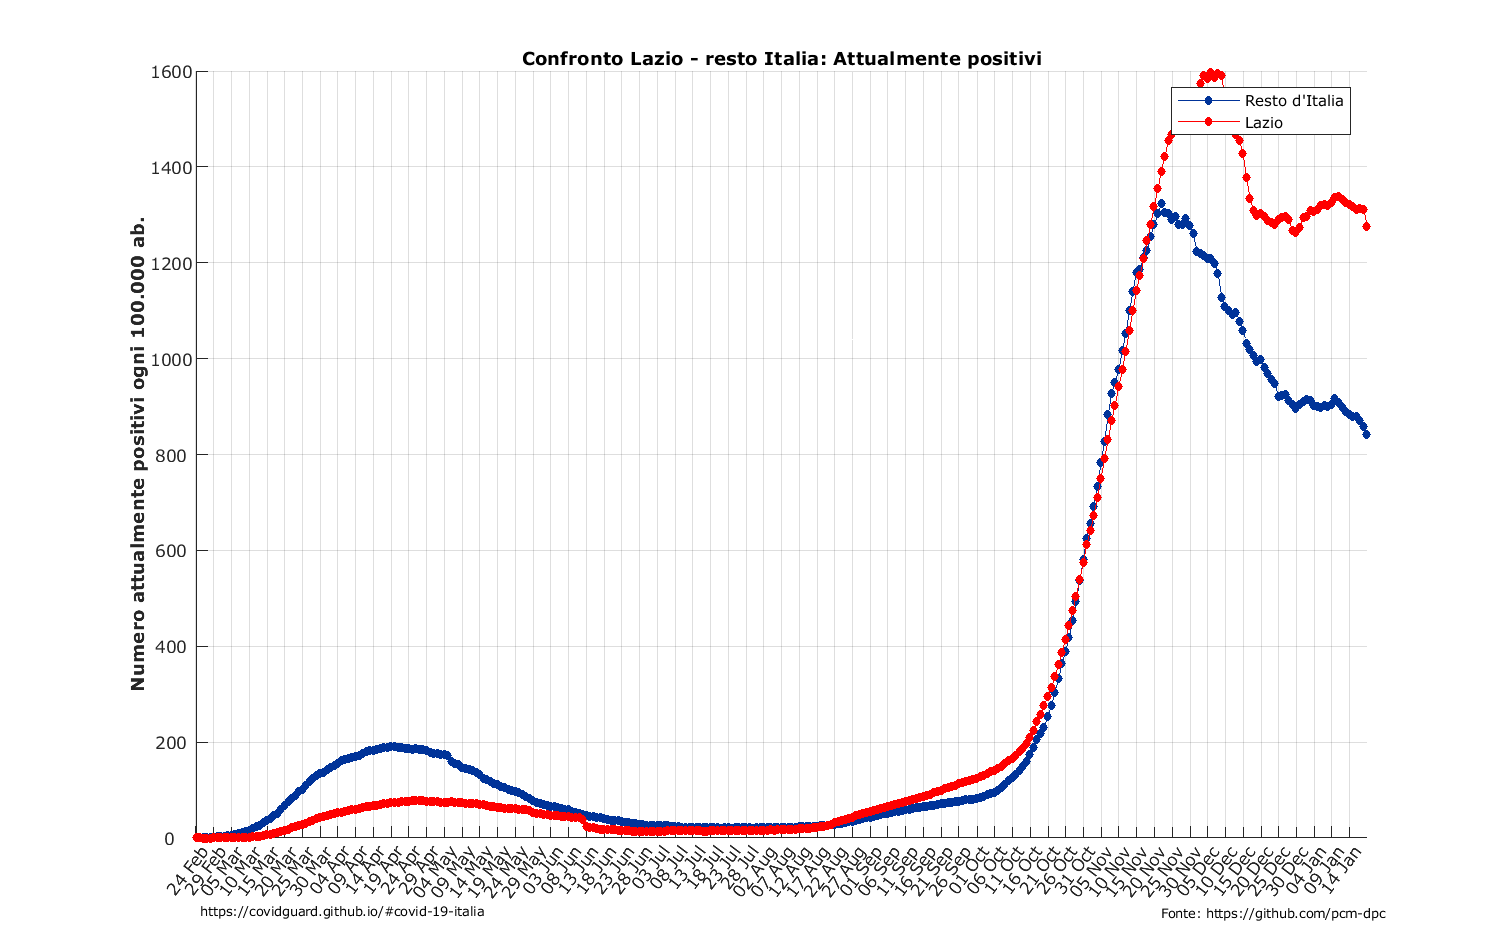 Confronto Lazio - resto Italia: Attualmente positivi
Numero attualmente positivi ogni 100.000 ab.
1600
1400
1200
1000
800
600
400
200
0
Resto d'Italia
Lazio
24 Feb
29 Feb
05 Mar
10 Mar
15 Mar
20 Mar
25 Mar
30 Mar
04 Apr
09 Apr
14 Apr
19 Apr
24 Apr
29 Apr
04 May
09 May
14 May
19 May
24 May
29 May
03 Jun
08 Jun
13 Jun
18 Jun
23 Jun
28 Jun
03 Jul
08 Jul
13 Jul
18 Jul
23 Jul
28 Jul
02 Aug
07 Aug
12 Aug
17 Aug
22 Aug
27 Aug
01 Sep
06 Sep
11 Sep
16 Sep
21 Sep
26 Sep
01 Oct
06 Oct
11 Oct
16 Oct
21 Oct
26 Oct
31 Oct
05 Nov
10 Nov
15 Nov
20 Nov
25 Nov
30 Nov
05 Dec
10 Dec
15 Dec
20 Dec
25 Dec
30 Dec
04 Jan
09 Jan
14 Jan
https://covidguard.github.io/#covid-19-italia
Fonte: https://github.com/pcm-dpc